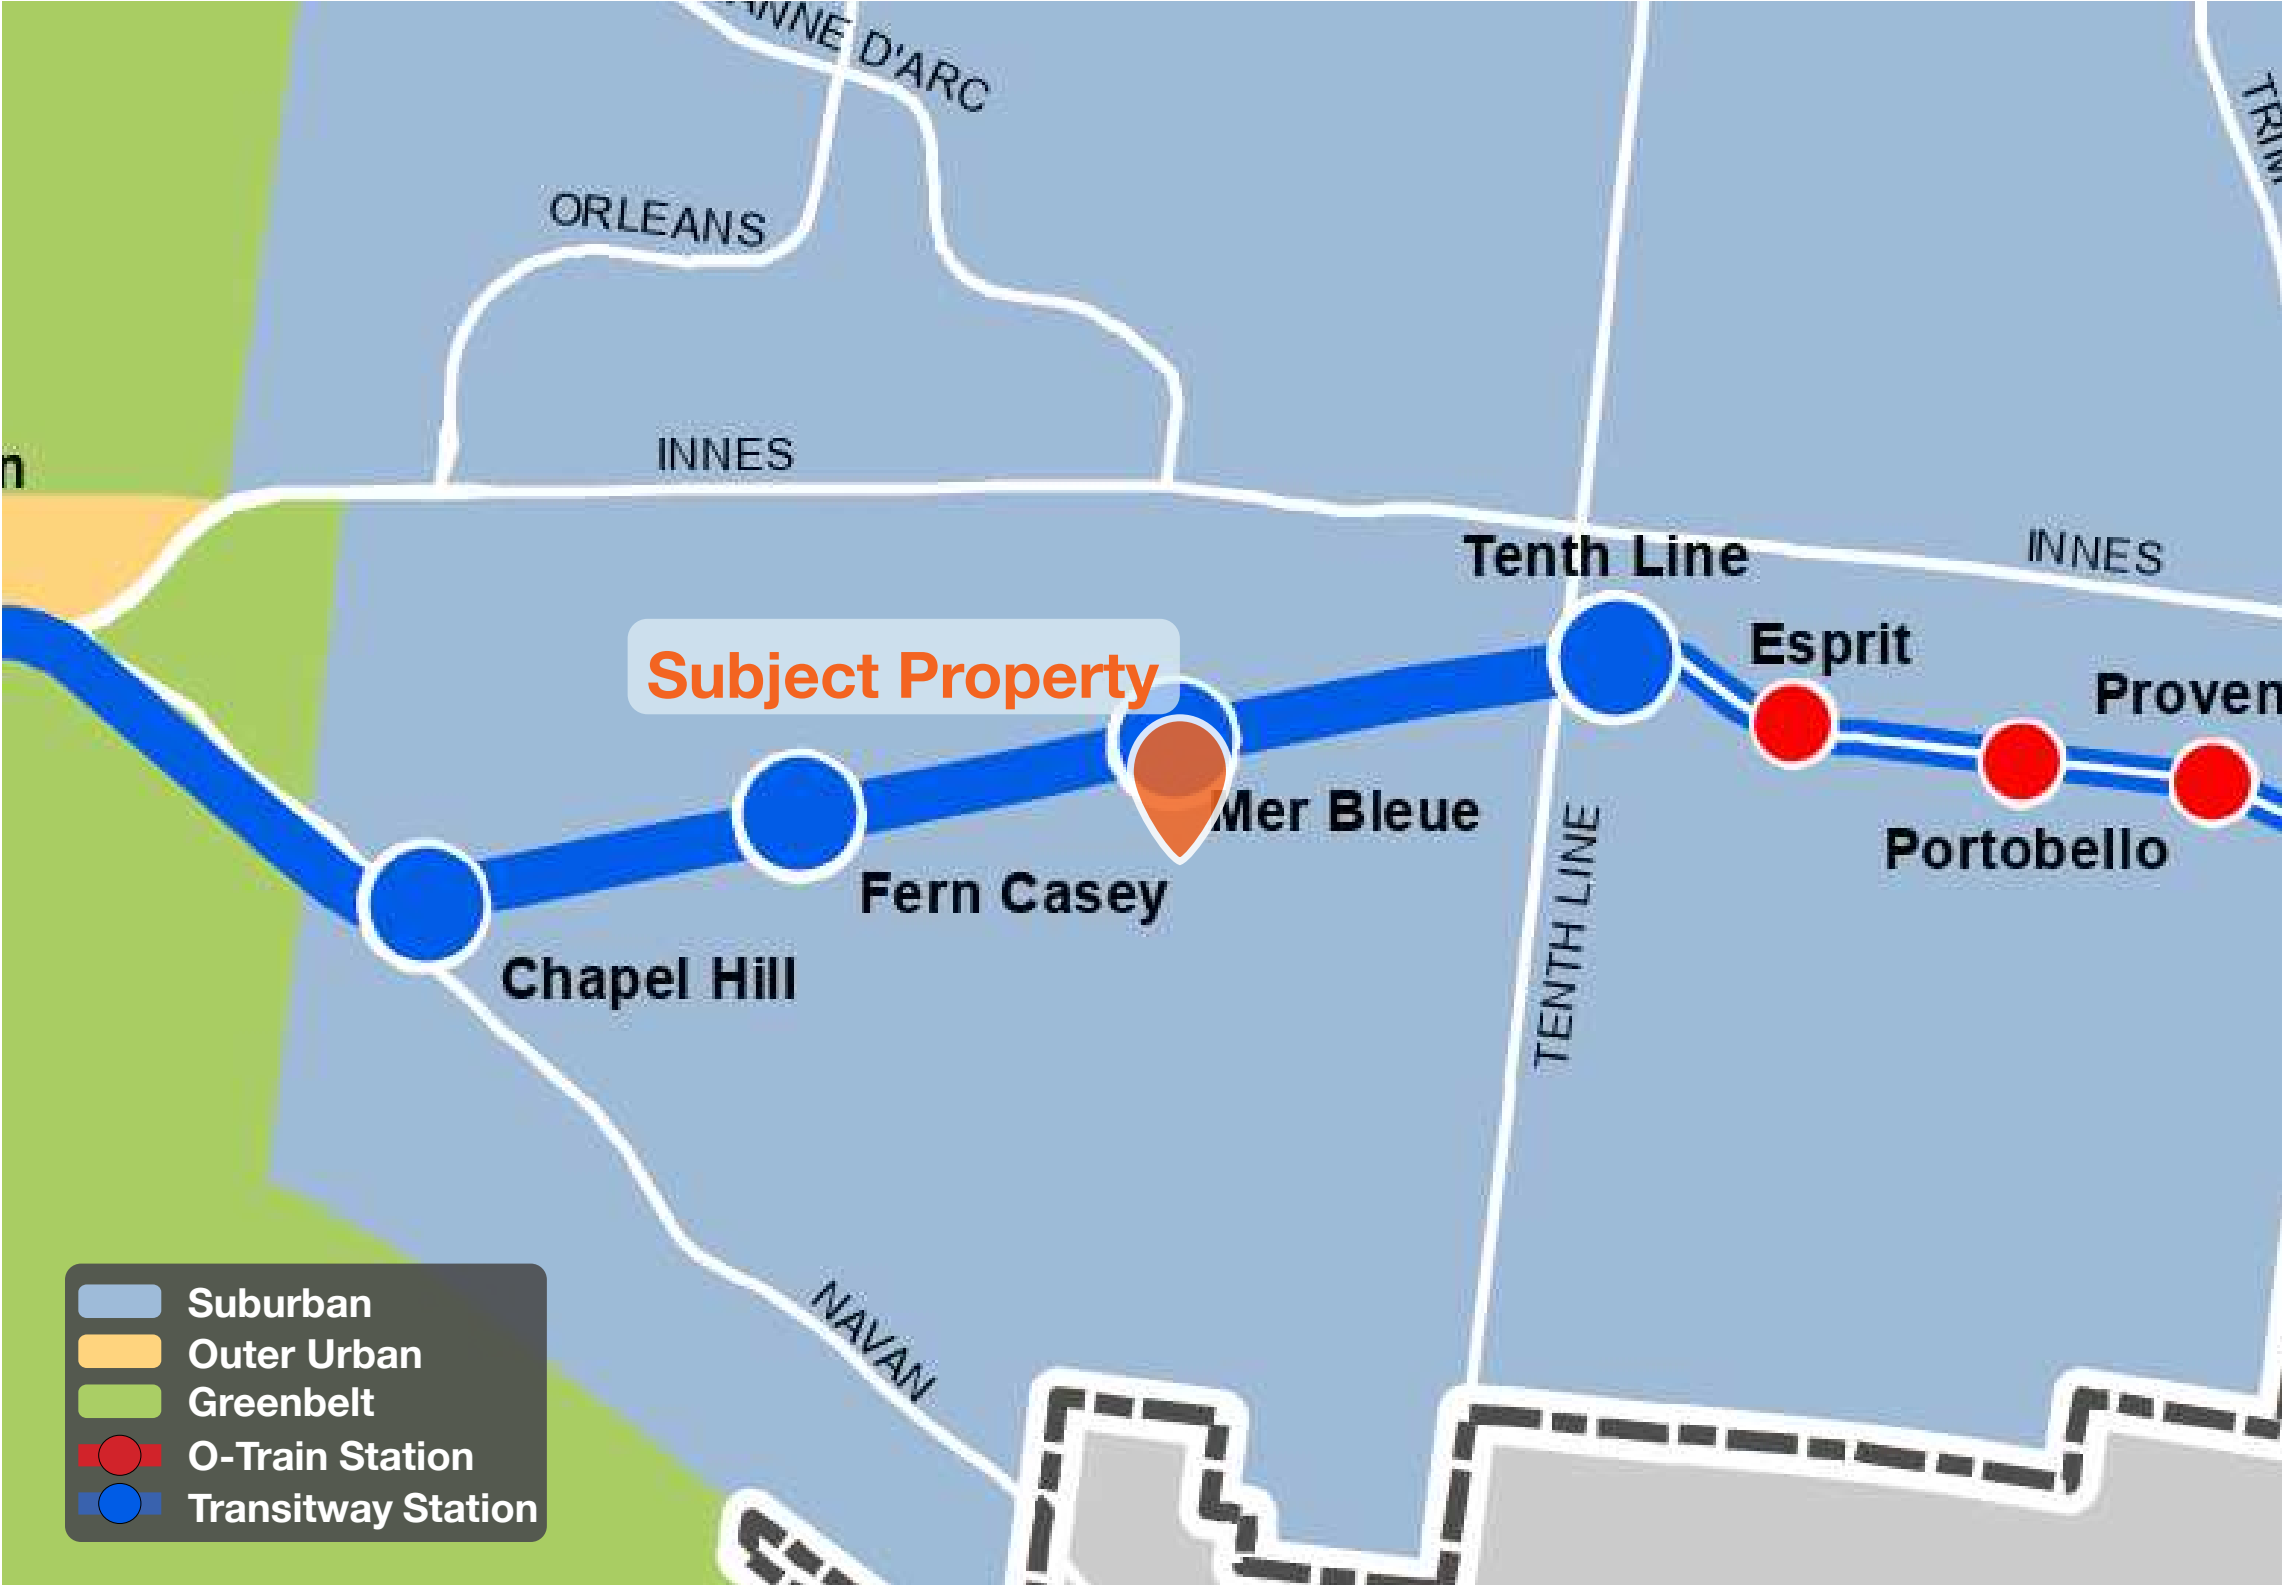 D'ARC
ORLEANS
INNES
INNES
Tenth Line
Esprit
Subject Property
Mer Bleue
Portobello
Fern Casey
TENTH LINE
Chapel Hill
NAVAN
Suburban
Outer Urban
Greenbelt
O-Train Station
Transitway Station